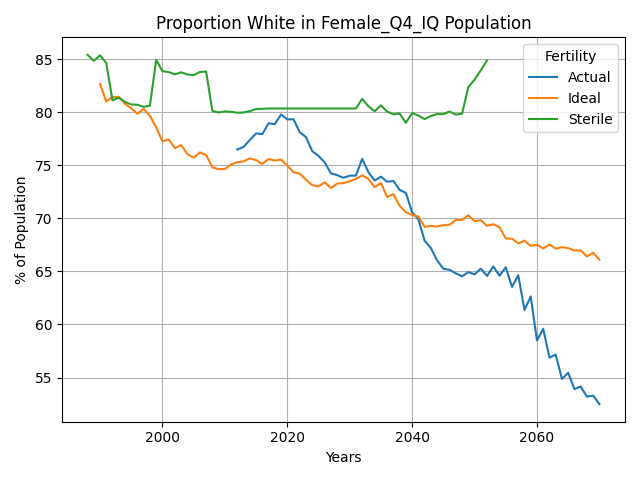 Proportion White in Female_Q4_IQ Population
% of Population
85
80
75
70
65
60
55
2000
2020
2040
2060
Years
Fertility
Actual
Ideal
Sterile